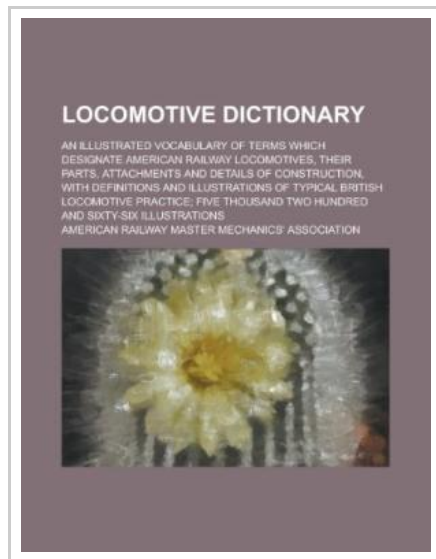 LOCOMOTIVE DICTIONARY
AN ILLUSTRATED VOCABULARY OF TERMS WHICH
DESIGNATE AMERICAN RAILWAY LOCOMOTIVES, THEIR
PARTS, ATTACHMENTS AND DETAILS OF CONSTRUCTION,
WITH DEFINITIONS AND ILLUSTRATIONS OF TYPICAL BRITISH
LOCOMOTIVE PRACTICE; FIVE THOUSAND TWO HUNDRED
AND SIXTY-SIX ILLUSTRATIONS
AMERICAN RAILWAY MASTER MECHANICS' ASSOCIATION